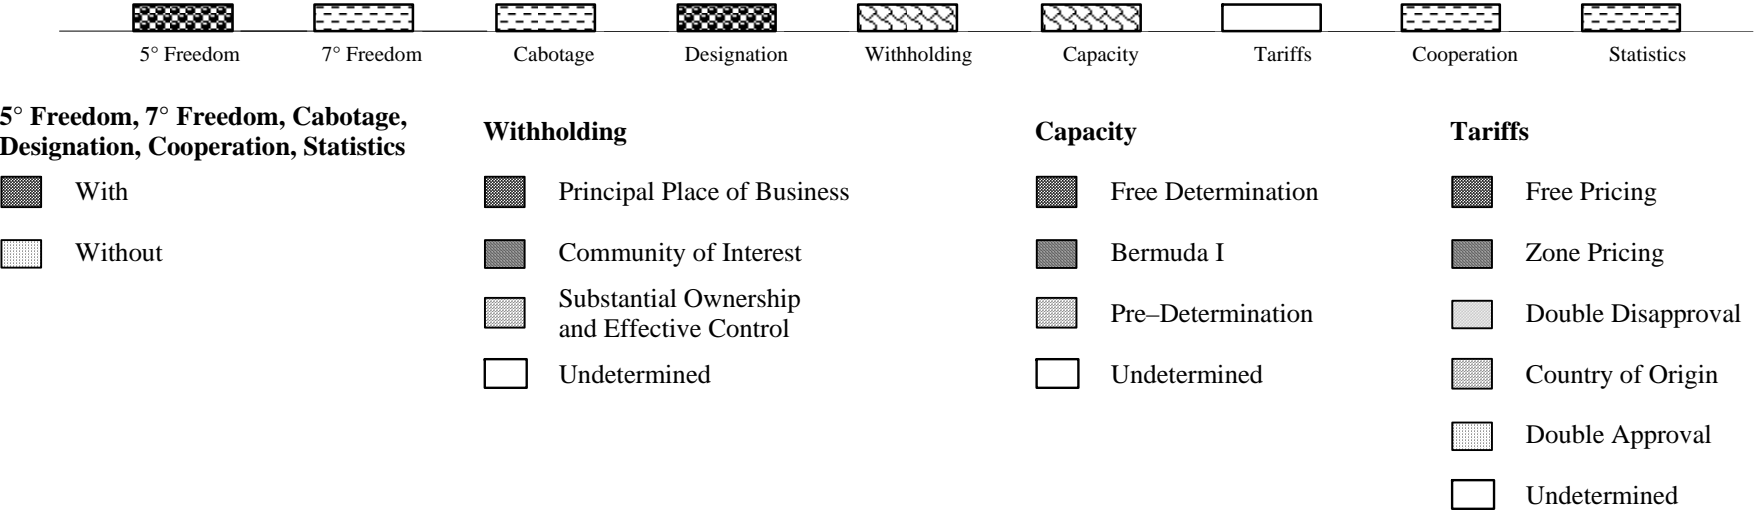 5° Freedom
7° Freedom
Cabotage
Designation
Withholding
Capacity
Tariffs
Cooperation
Statistics
5° Freedom, 7° Freedom, Cabotage,
Designation, Cooperation, Statistics
With
Without
Withholding
Principal Place of Business
Community of Interest
Substantial Ownership
and Effective Control
Undetermined
Capacity
Free Determination
Bermuda I
Pre–Determination
Undetermined
Tariffs
Free Pricing
Zone Pricing
Double Disapproval
Country of Origin
Double Approval
Undetermined